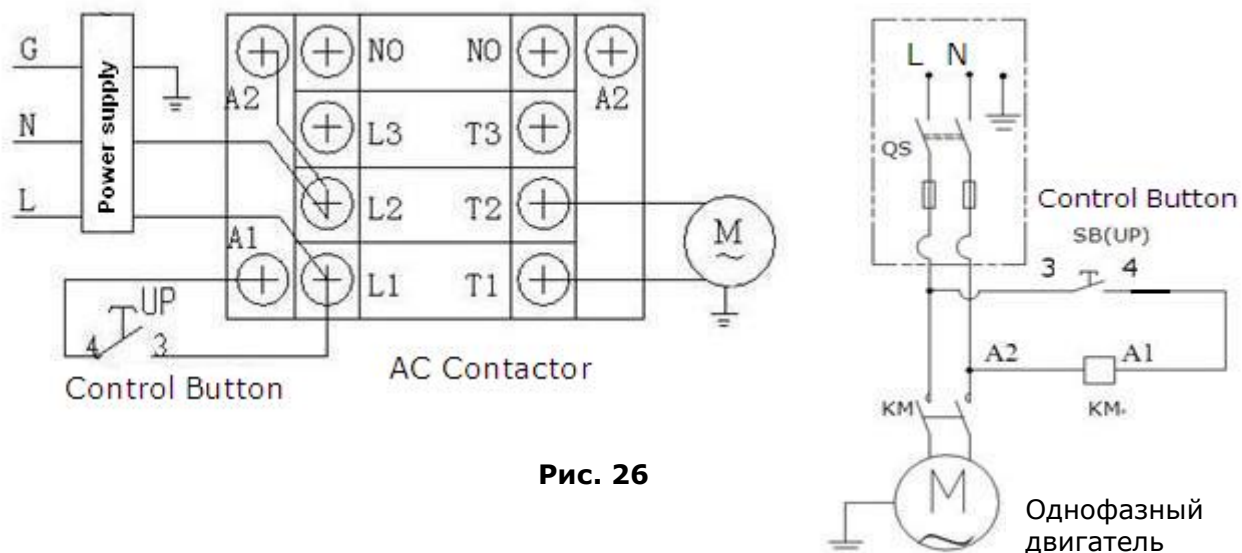 G
N
L
Power supply
A2
NO
NO
A2
L3
T3
L2
T2
A1
L1
T1
M
UP
4
3
Control Button
AC Contactor
L N
QS
Control Button
SB(UP)
3
4
A2
A1
KM
KM.
M
Однофазный
двигатель
Рис. 26